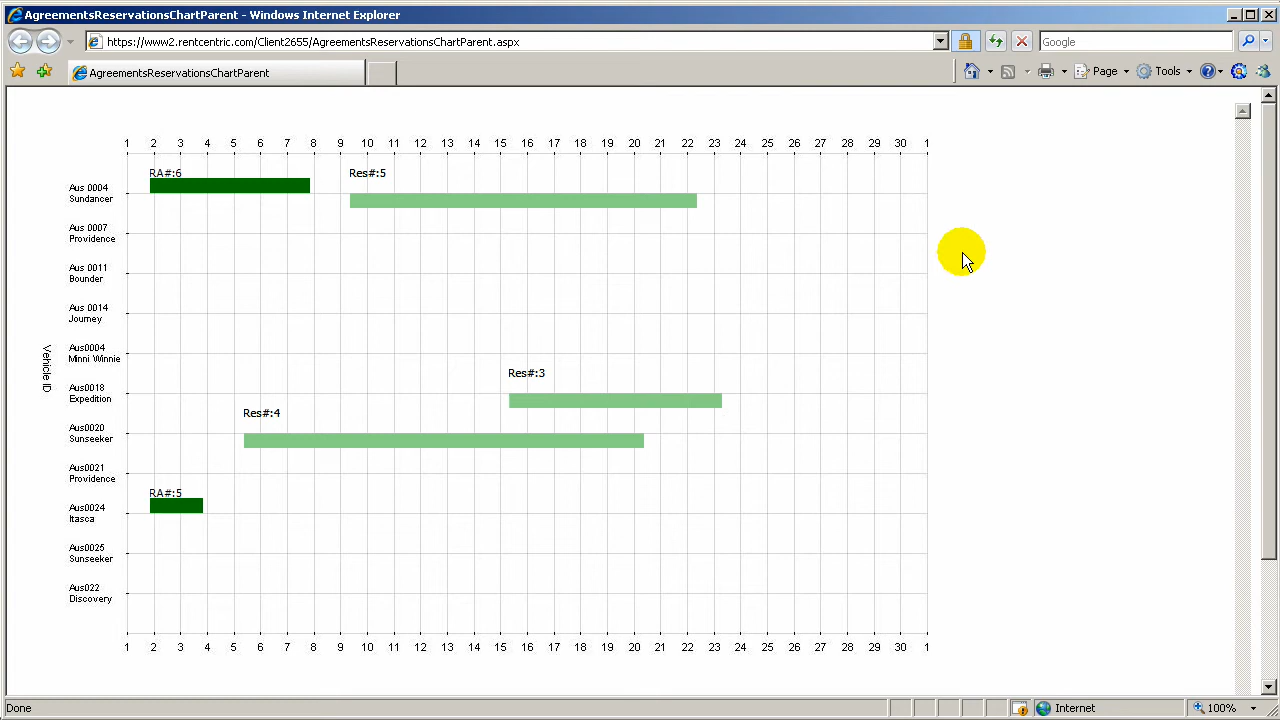 AgreementsReservationsChartParent - Windows Internet Explorer
https://www2.rentcentric.com/Client2655/AgreementsReservationsChartParent.aspx
Google
AgreementsReservationsChartParent
Page
Tools
1 2 3 4 5 6 7 8 9 10 11 12 13 14 15 16 17 18 19 20 21 22 23 24 25 26 27 28 29 30 1
RA#:6
Res#:5
Aus 0004
Sundancer
Aus 0007
Providence
Aus 0011
Bounder
Aus 0014
Journey
Vehicle ID
Aus0004
Minni Winnie
Res#:3
Aus0018
Expedition
Res#:4
Aus0020
Sunseeker
Aus0021
Providence
RA#:5
Aus0024
Itasca
Aus0025
Sunseeker
Aus022
Discovery
1 2 3 4 5 6 7 8 9 10 11 12 13 14 15 16 17 18 19 20 21 22 23 24 25 26 27 28 29 30 1
Done
Internet
100%